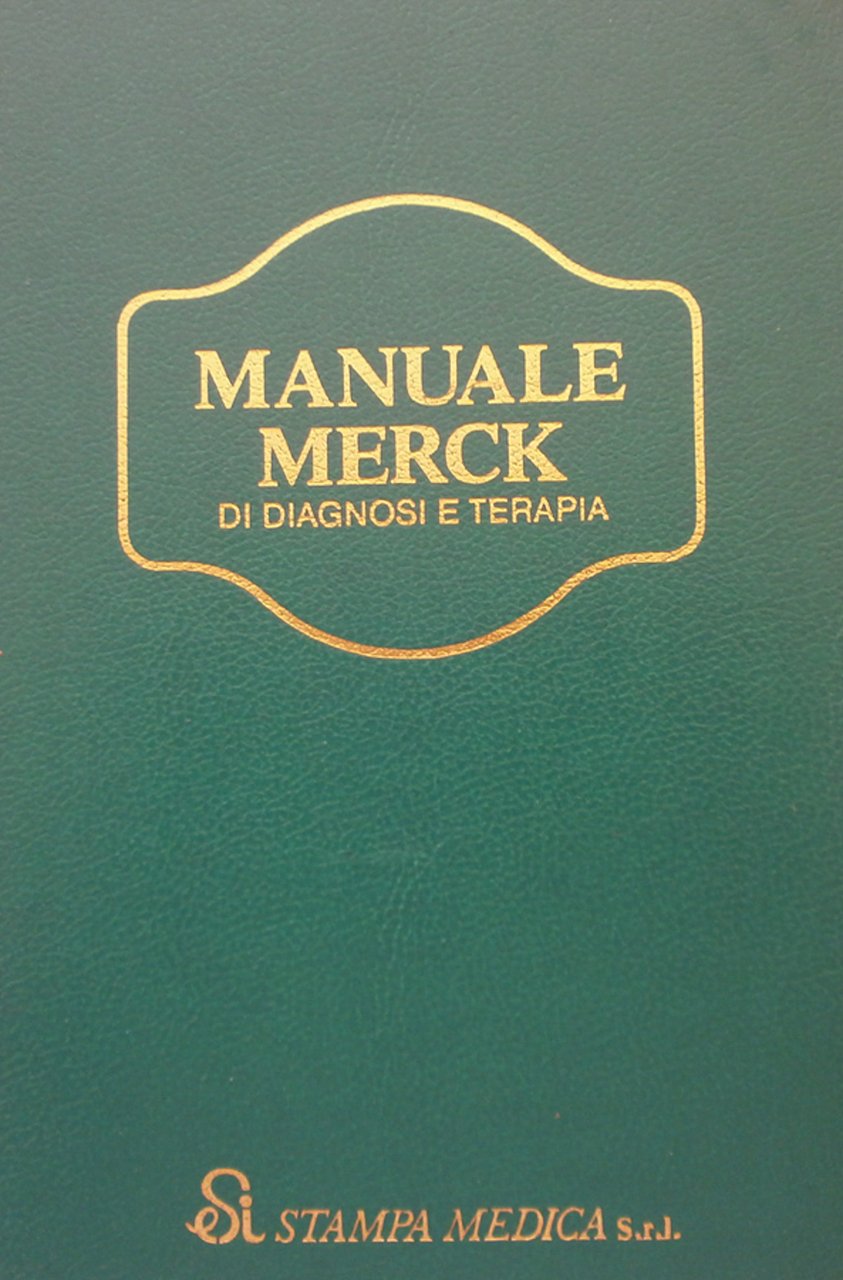 MANUALE
MERCK
DI DIAGNOSI E TERAPIA
Si STAMPA MEDICA S.r.l.